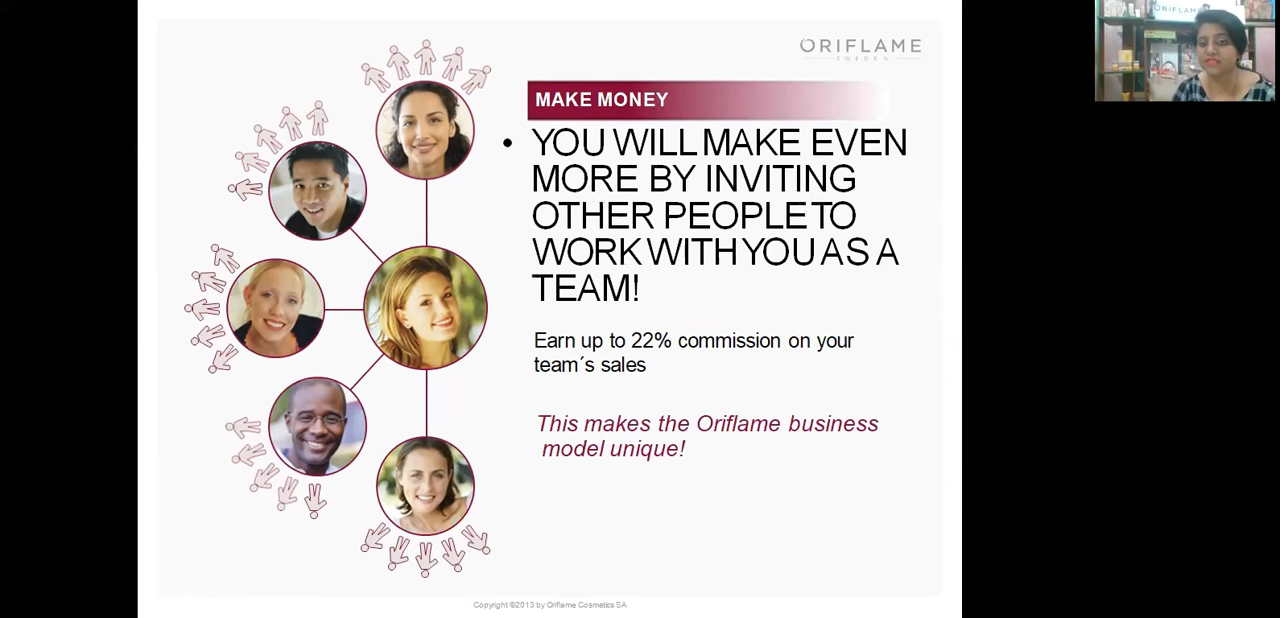 ORIFLAME
SWEDEN
ORIFLAME
MAKE MONEY
• YOU WILL MAKE EVEN
MORE BY INVITING
OTHER PEOPLE TO
WORK WITH YOU AS A
TEAM!
Earn up to 22% commission on your
team´s sales
This makes the Oriflame business
model unique!
Copyright ©2013 by Oriflame Cosmetics SA